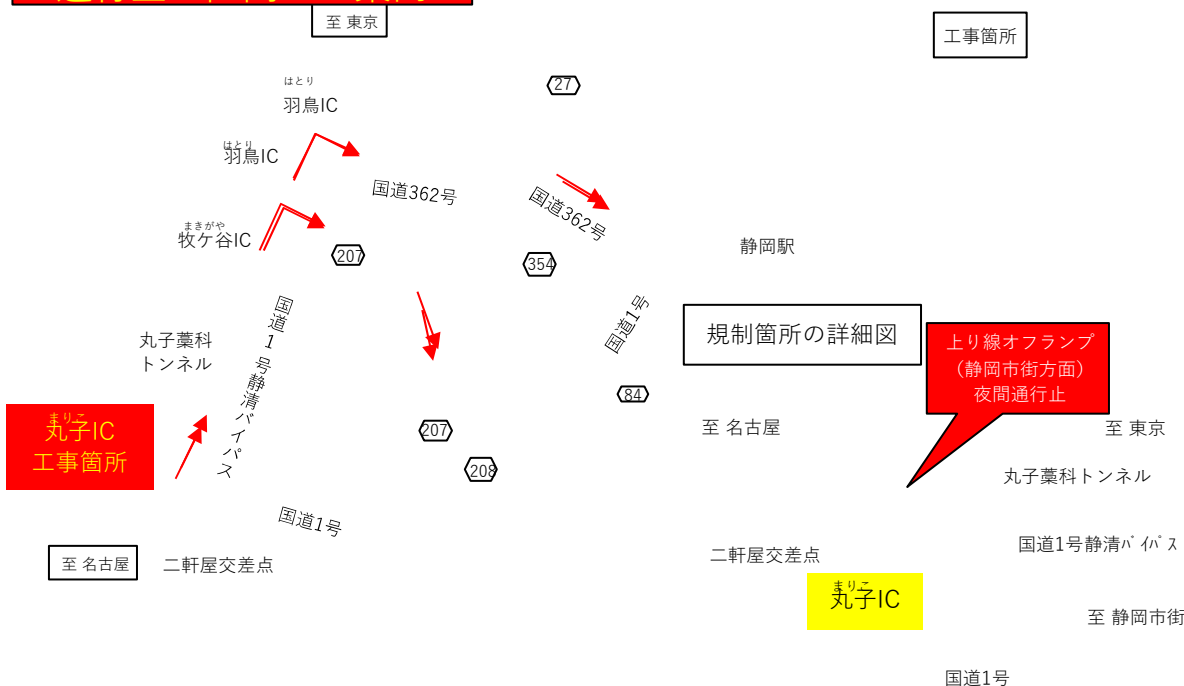 至 東京
工事箇所
27
はとり
羽鳥IC
はとり
羽鳥IC
国道362号
国道362号
まきがや
牧ケ谷IC
207
354
静岡駅
国道1号静清バイパス
丸子藁科
トンネル
国道1号
規制箇所の詳細図
上り線オフランプ
(静岡市街方面)
夜間通行止
84
まりこ
丸子IC
工事箇所
207
208
至 名古屋
至 東京
丸子藁科トンネル
国道1号
至 名古屋
二軒屋交差点
二軒屋交差点
国道1号静清バイパス
まりこ
丸子IC
至 静岡市街
国道1号